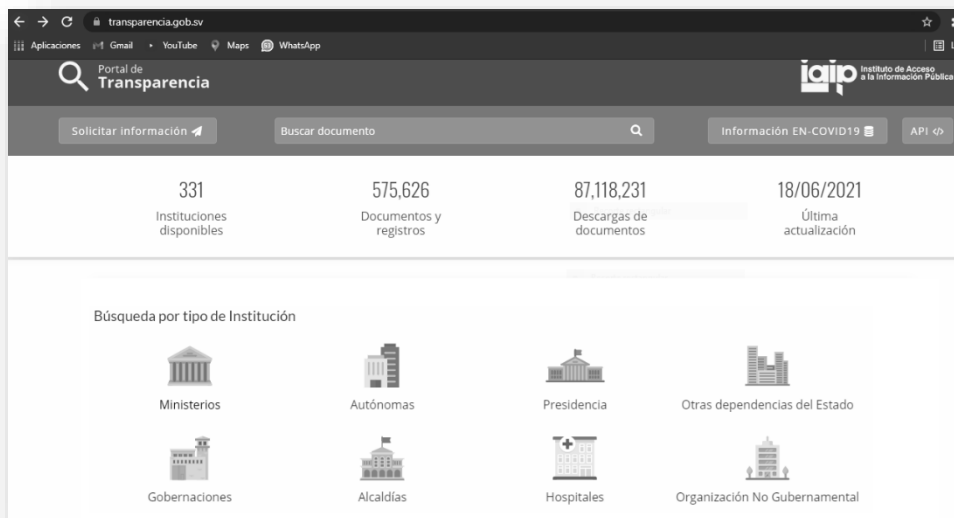 transparencia.gob.sv
Aplicaciones Gmail YouTube Maps WhatsApp
Portal de
Transparencia
iaip Instituto de Acceso
a la Información Pública
Solicitar información Buscar documento Información EN-COVID19 API </>
331 575,626 87,118,231 18/06/2021
Instituciones Documentos y Descargas de Última
disponibles registros documentos actualización
Búsqueda por tipo de Institución
Ministerios Autónomas Presidencia Otras dependencias del Estado
Gobernaciones Alcaldías Hospitales Organización No Gubernamental